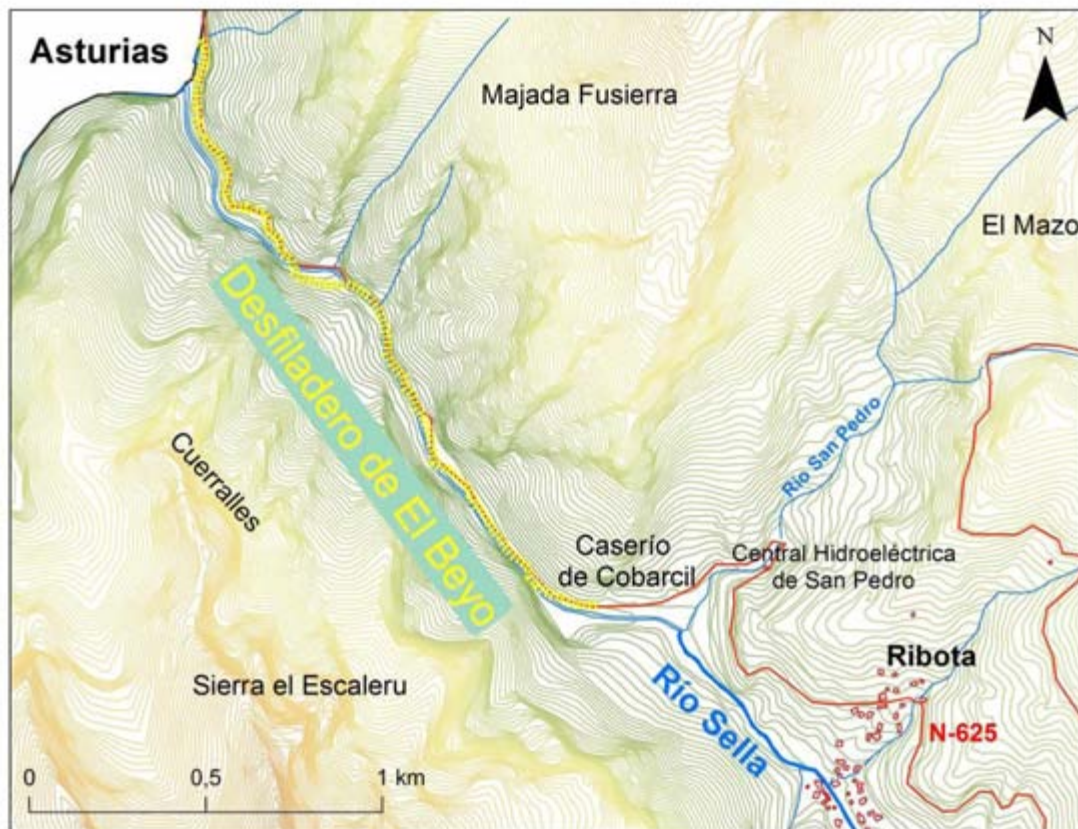 Asturias
N
Majada Fusierra
El Mazo
Desfiladero de El Beyo
Cuerralles
Río San Pedro
Caserío
de Cobarcil
Central Hidroeléctrica
de San Pedro
Ribota
Sierra el Escaleru
Río Sella
N-625
0 0,5 1 km